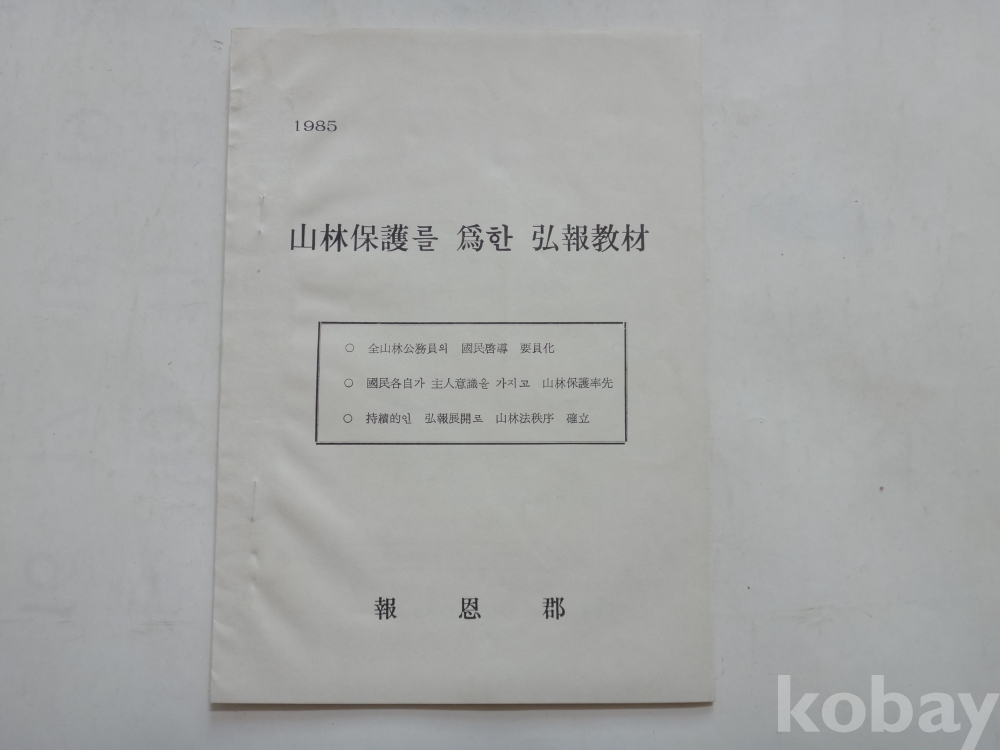 1985
山林保護를 爲한 弘報教材
○ 全山林公務員의 國民啓導 要員化
○ 國民各自가 主人意識을 가지고 山林保護率先
○ 持續的인 弘報展開로 山林法秩序 確立
報恩郡
kobay